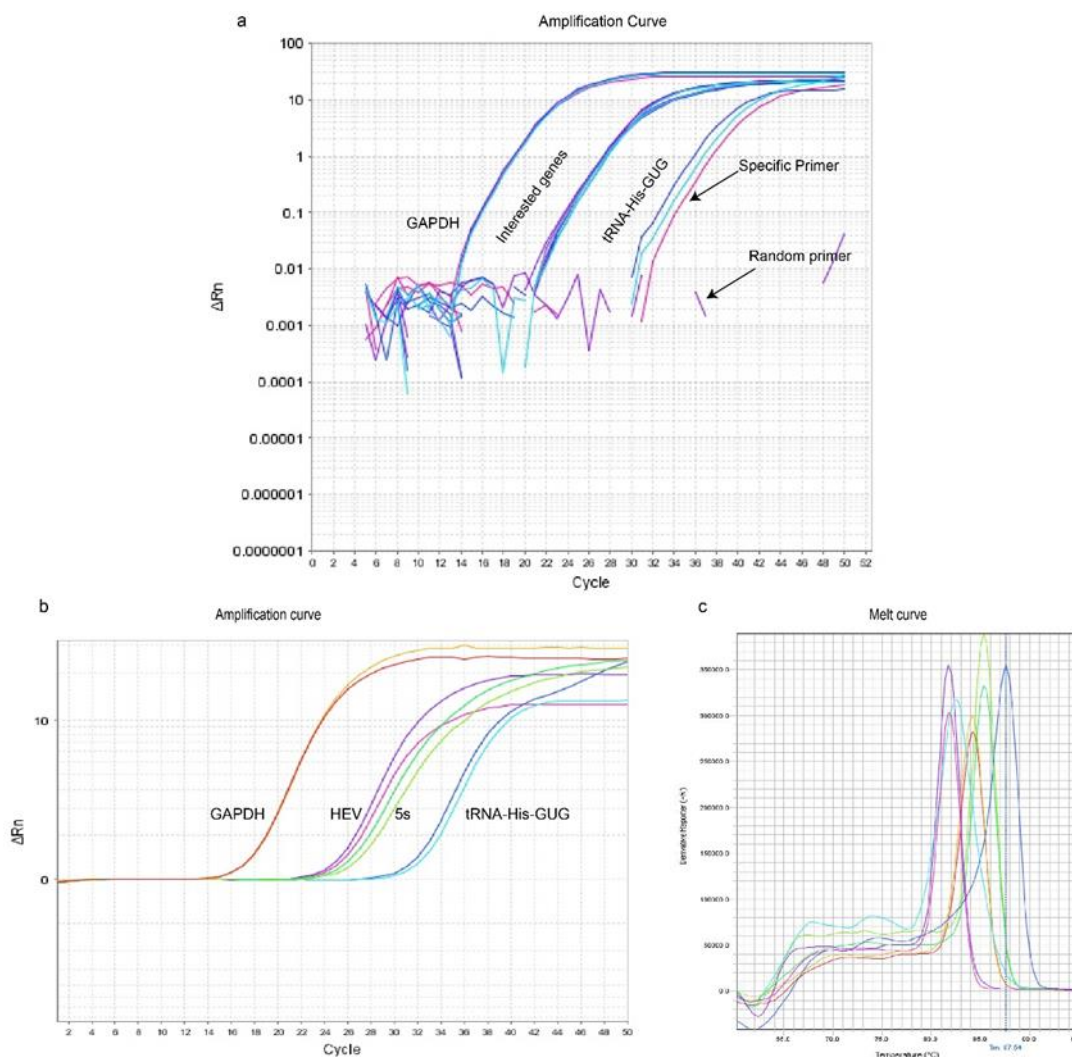 a
Amplification Curve
100
10
1
0.1
0.01
0.001
0.0001
0.00001
0.000001
0.0000001
ΔRn
GAPDH
Interested genes
tRNA-His-GUG
Specific Primer
Random primer
0 2 4 6 8 10 12 14 16 18 20 22 24 26 28 30 32 34 36 38 40 42 44 46 48 50 52
Cycle
b
Amplification curve
10
0
ΔRn
GAPDH
HEV
5s
tRNA-His-GUG
2 4 6 8 10 12 14 16 18 20 22 24 26 28 30 32 34 36 38 40 42 44 46 48 50
Cycle
c
Melt curve
Temperature (°C)